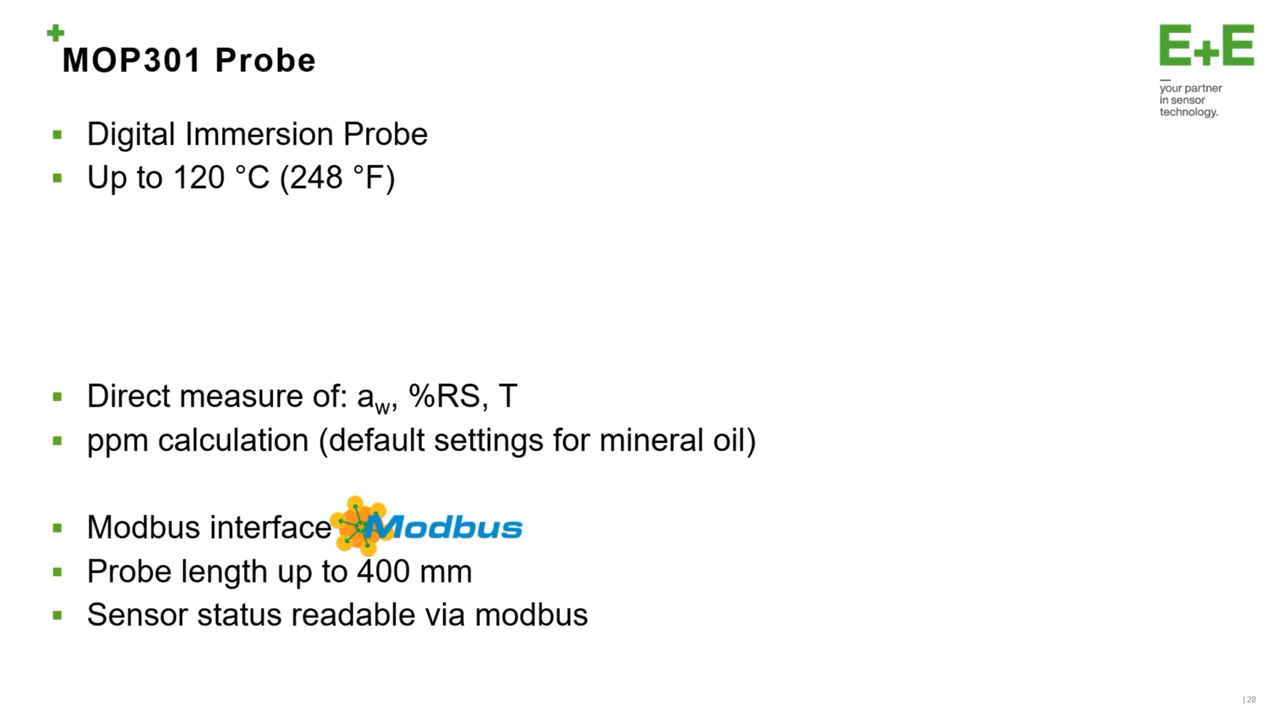 MOP301 Probe
E+E
your partner
in sensor
technology.
Digital Immersion Probe
Up to 120 °C (248 °F)
Direct measure of: aw, %RS, T
ppm calculation (default settings for mineral oil)
Modbus interface Modbus
Probe length up to 400 mm
Sensor status readable via modbus
| 28